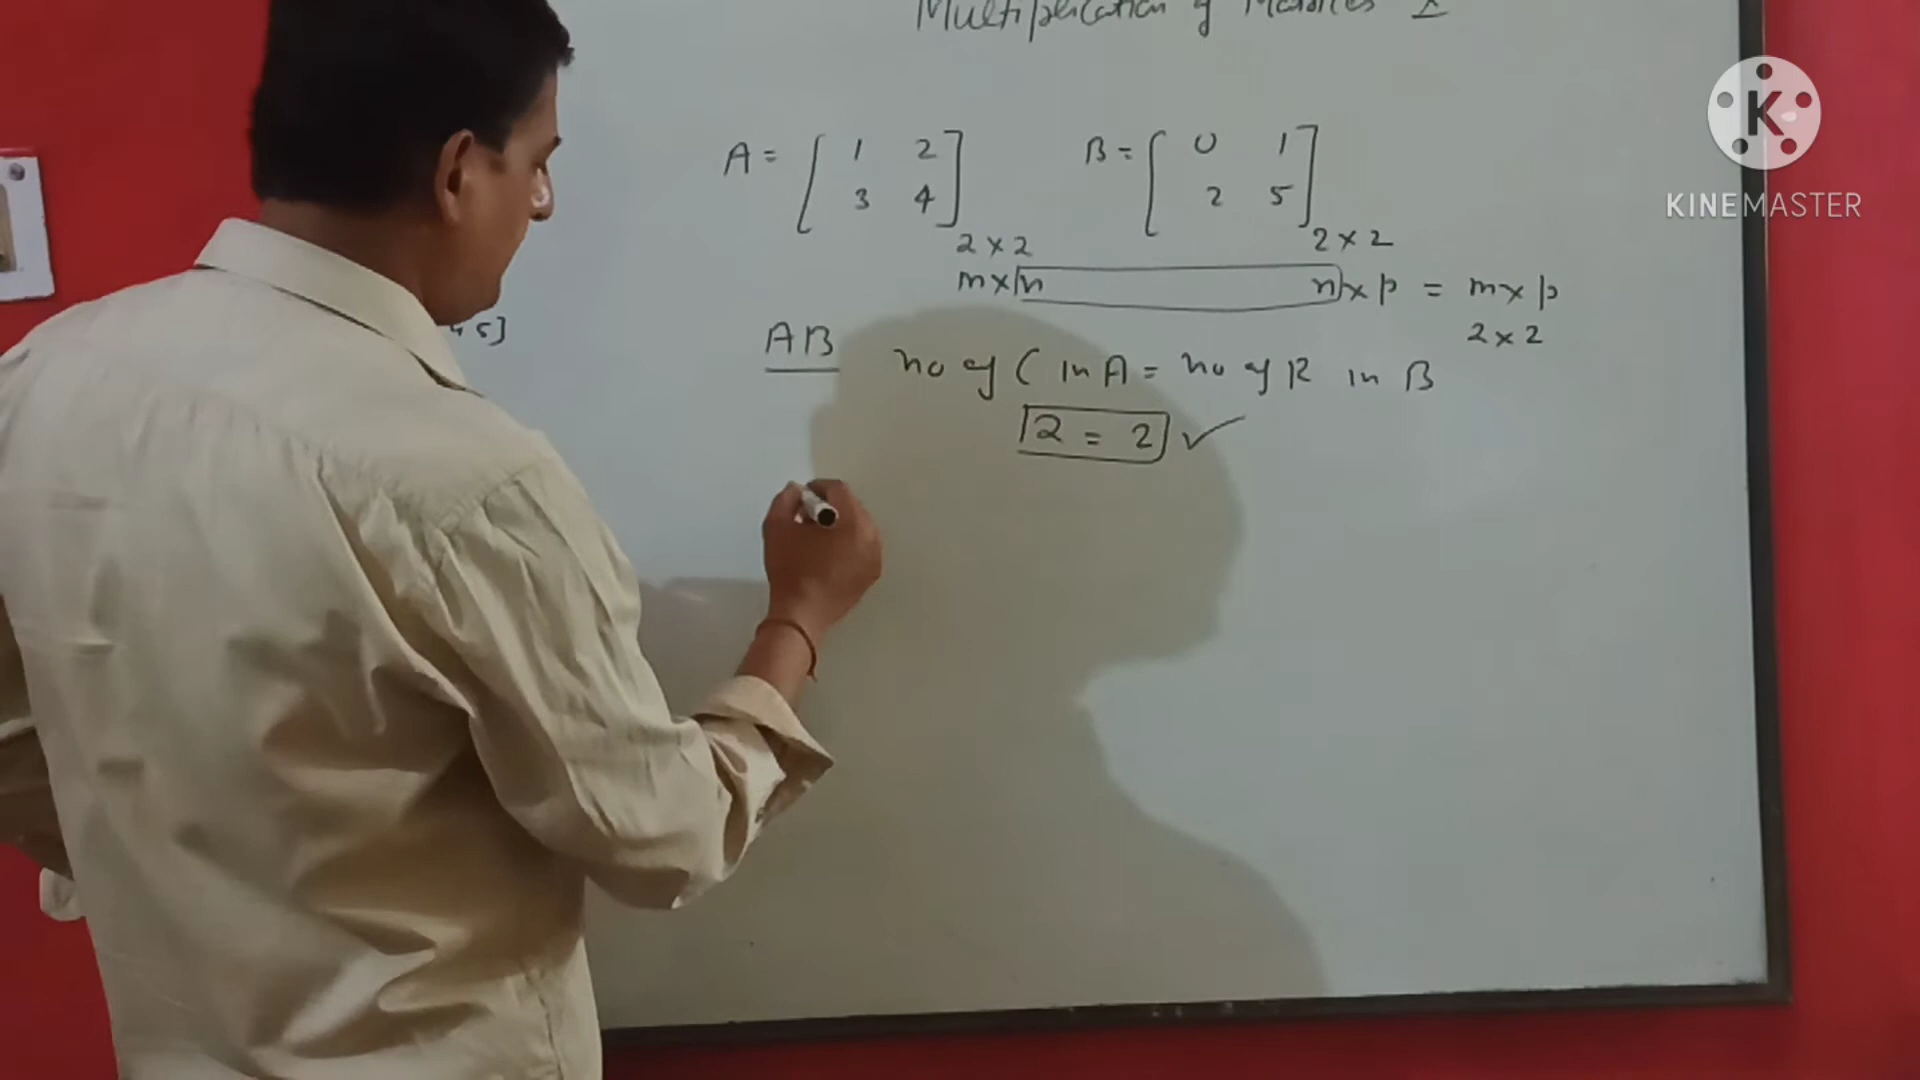 Multiplication of Matrices X
A = [ 1 2
3 4 ] 2 x 2
B = [ 0 1
2 5 ] 2 x 2
m x n n x p = m x p
2 x 2
AB no of C in A = no of R in B
2 = 2 ✓
5]
K
KINEMASTER